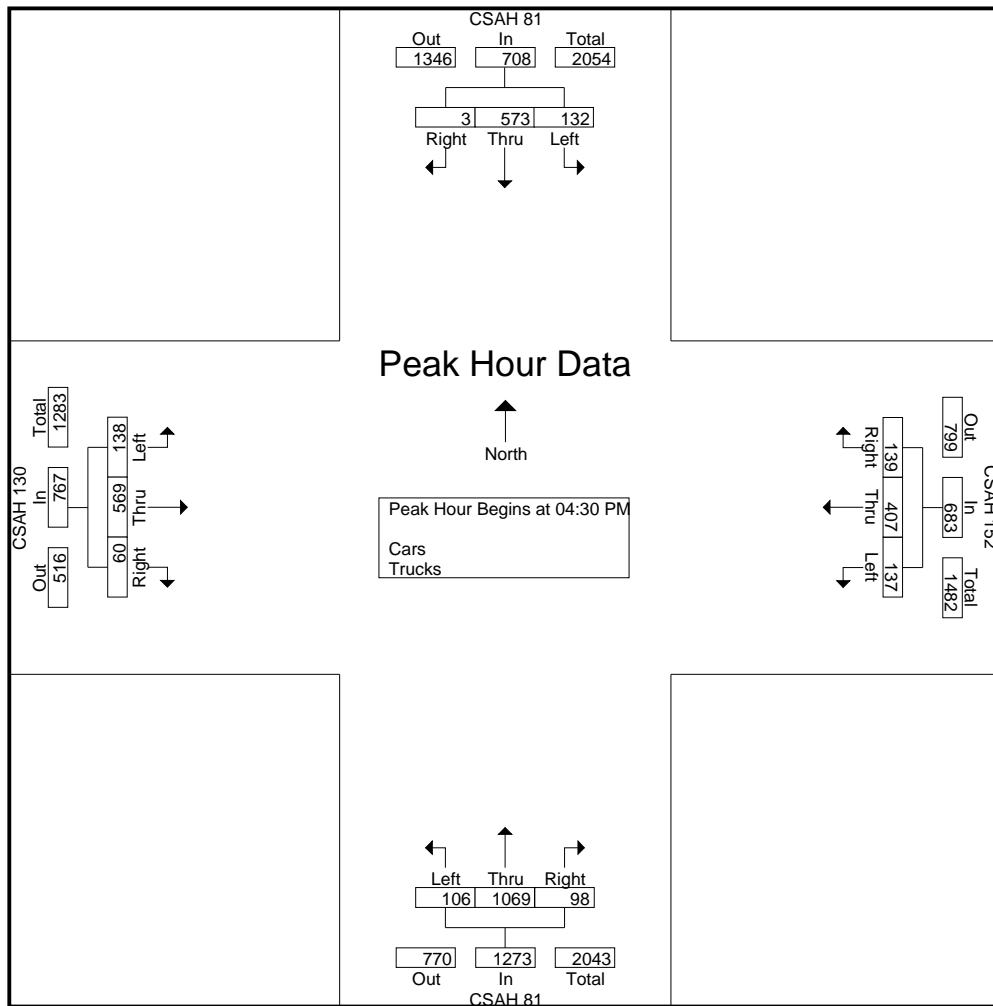 CSAH 81
Out In Total
1346 708 2054
3 573 132
Right Thru Left
Peak Hour Data
North
Peak Hour Begins at 04:30 PM
Cars
Trucks
CSAH 130
Total In Out
1283 767 516
138 569 60
Left Thru Right
CSAH 152
Out In Total
799 683 1482
139 407 137
Right Thru Left
Left Thru Right
106 1069 98
770 1273 2043
Out In Total
CSAH 81